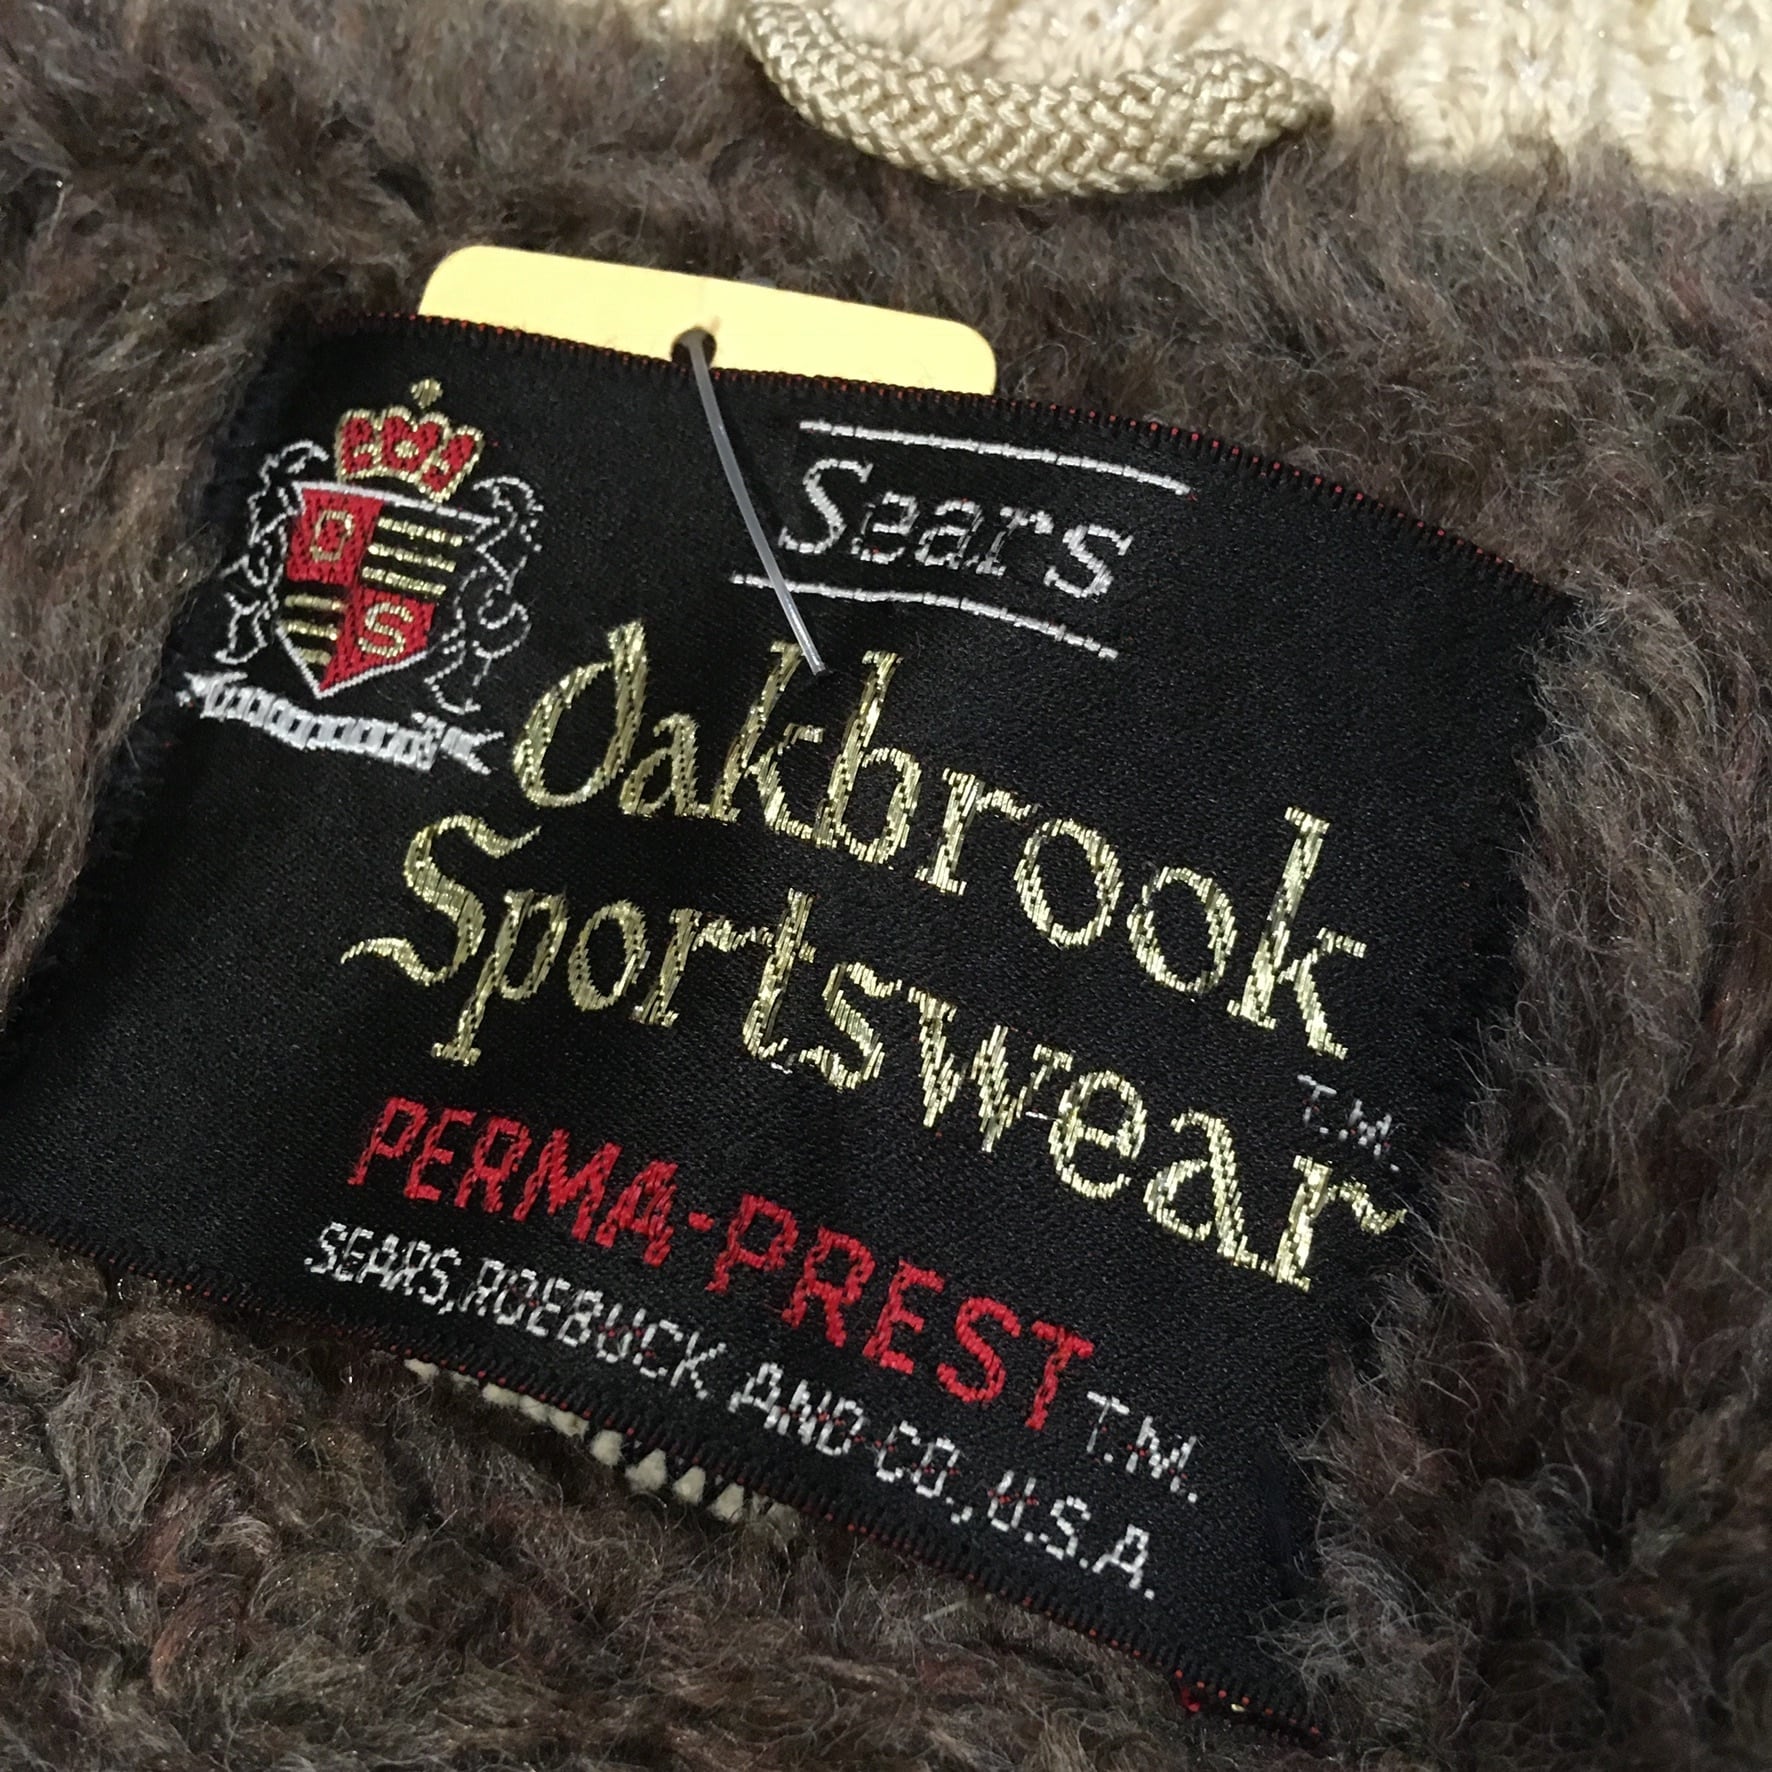 Sears
O
S
Oakbrook
Sportswear
T.M.
PERMA-PREST T.M.
SEARS, ROEBUCK AND CO., U.S.A.